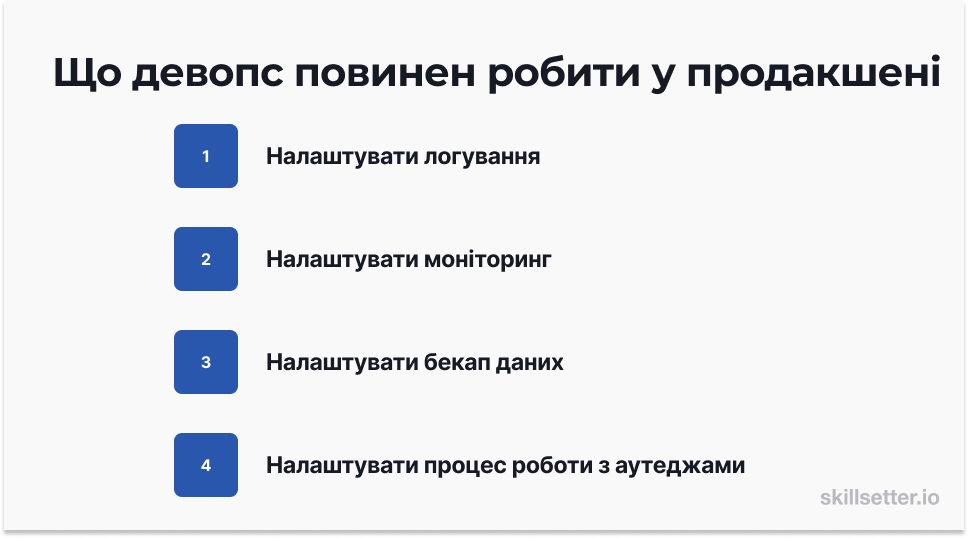 Що девопс повинен робити у продакшені
1 Налаштувати логування
2 Налаштувати моніторинг
3 Налаштувати бекап даних
4 Налаштувати процес роботи з аутеджами
skillsetter.io